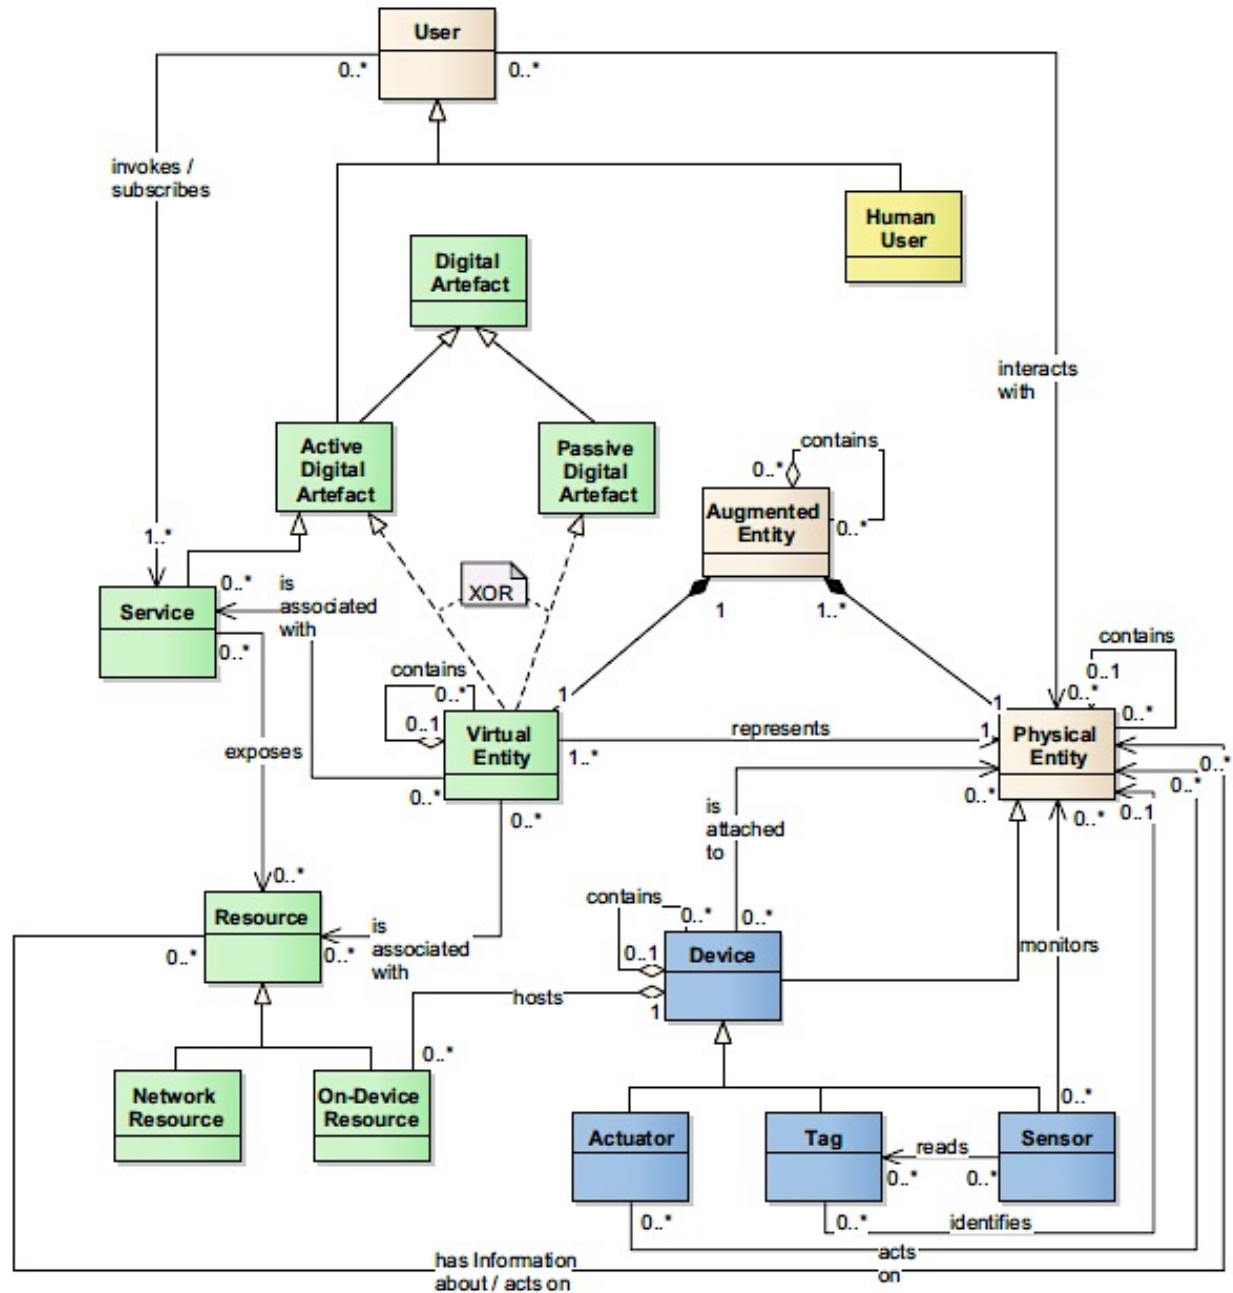 User
0..*
0..*
invokes /
subscribes
Human
User
Digital
Artefact
interacts
with
Active
Digital
Artefact
Passive
Digital
Artefact
contains
0..*
Augmented
Entity
0..*
1..*
0..*
is
associated
with
XOR
1
1..*
Service
0..*
contains
0..*
0..1
Virtual
Entity
1
represents
1..*
1
1
contains
0..1
0..*
0..*
Physical
Entity
exposes
0..*
0..*
is
attached
to
0..*
0..*
0..1
0..*
0..*
0..*
Resource
0..*
0..*
is
associated
with
contains
0..*
0..*
0..1
Device
monitors
hosts
1
0..*
Network
Resource
On-Device
Resource
0..*
Actuator
Tag
reads
Sensor
0..*
0..*
0..*
0..*
identifies
acts
on
has Information
about / acts on